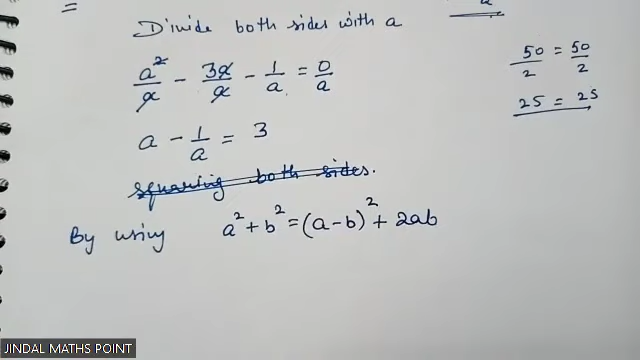 =
Divide both sides with a
a²/a - 3a/a - 1/a = 0/a
50/2 = 50/2
25 = 25
a - 1/a = 3
squaring both sides.
By using a² + b² = (a - b)² + 2ab
JINDAL MATHS POINT